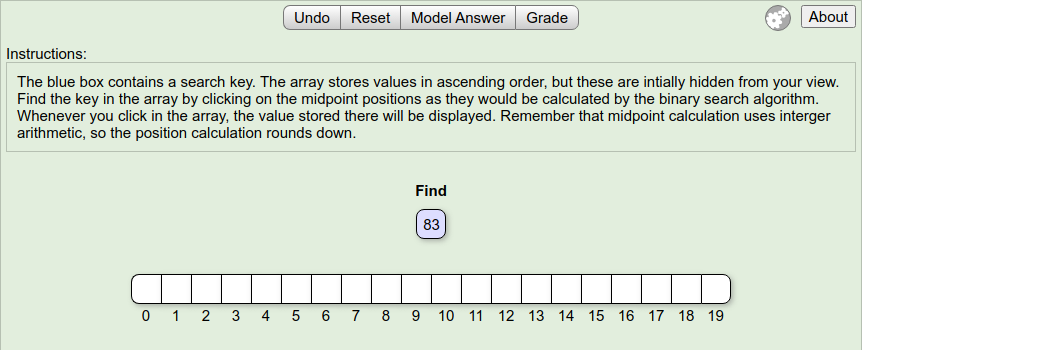 Undo Reset Model Answer Grade About
Instructions:
The blue box contains a search key. The array stores values in ascending order, but these are intially hidden from your view.
Find the key in the array by clicking on the midpoint positions as they would be calculated by the binary search algorithm.
Whenever you click in the array, the value stored there will be displayed. Remember that midpoint calculation uses interger
arithmetic, so the position calculation rounds down.
Find
83
0 1 2 3 4 5 6 7 8 9 10 11 12 13 14 15 16 17 18 19